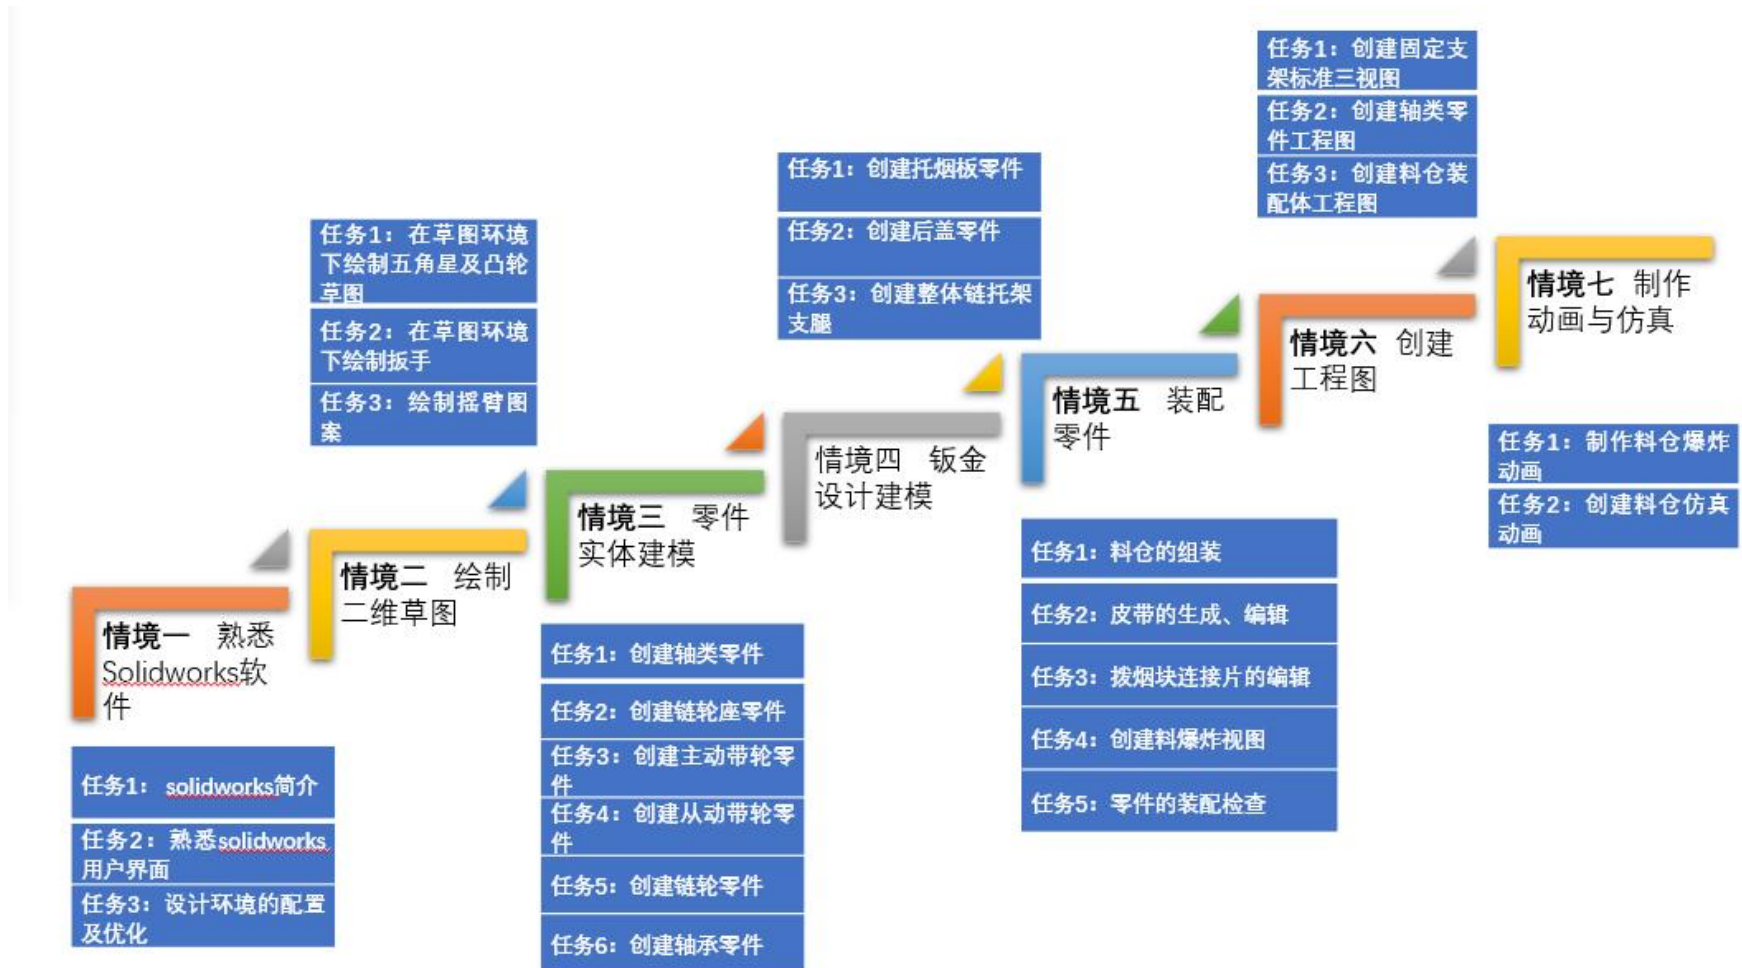 情境一 熟悉
Solidworks软
件
任务1： solidworks简介
任务2：熟悉solidworks
用户界面
任务3：设计环境的配置
及优化
任务1：在草图环境
下绘制五角星及凸轮
草图
任务2：在草图环境
下绘制扳手
任务3：绘制摇臂图
案
情境二 绘制
二维草图
情境三 零件
实体建模
任务1：创建轴类零件
任务2：创建链轮座零件
任务3：创建主动带轮零
件
任务4：创建从动带轮零
件
任务5：创建链轮零件
任务6：创建轴承零件
任务1：创建托烟板零件
任务2：创建后盖零件
任务3：创建整体链托架
支腿
情境四 钣金
设计建模
情境五 装配
零件
任务1：料仓的组装
任务2：皮带的生成、编辑
任务3：拨烟块连接片的编辑
任务4：创建料爆炸视图
任务5：零件的装配检查
任务1：创建固定支
架标准三视图
任务2：创建轴类零
件工程图
任务3：创建料仓装
配体工程图
情境六 创建
工程图
情境七 制作
动画与仿真
任务1：制作料仓爆炸
动画
任务2：创建料仓仿真
动画